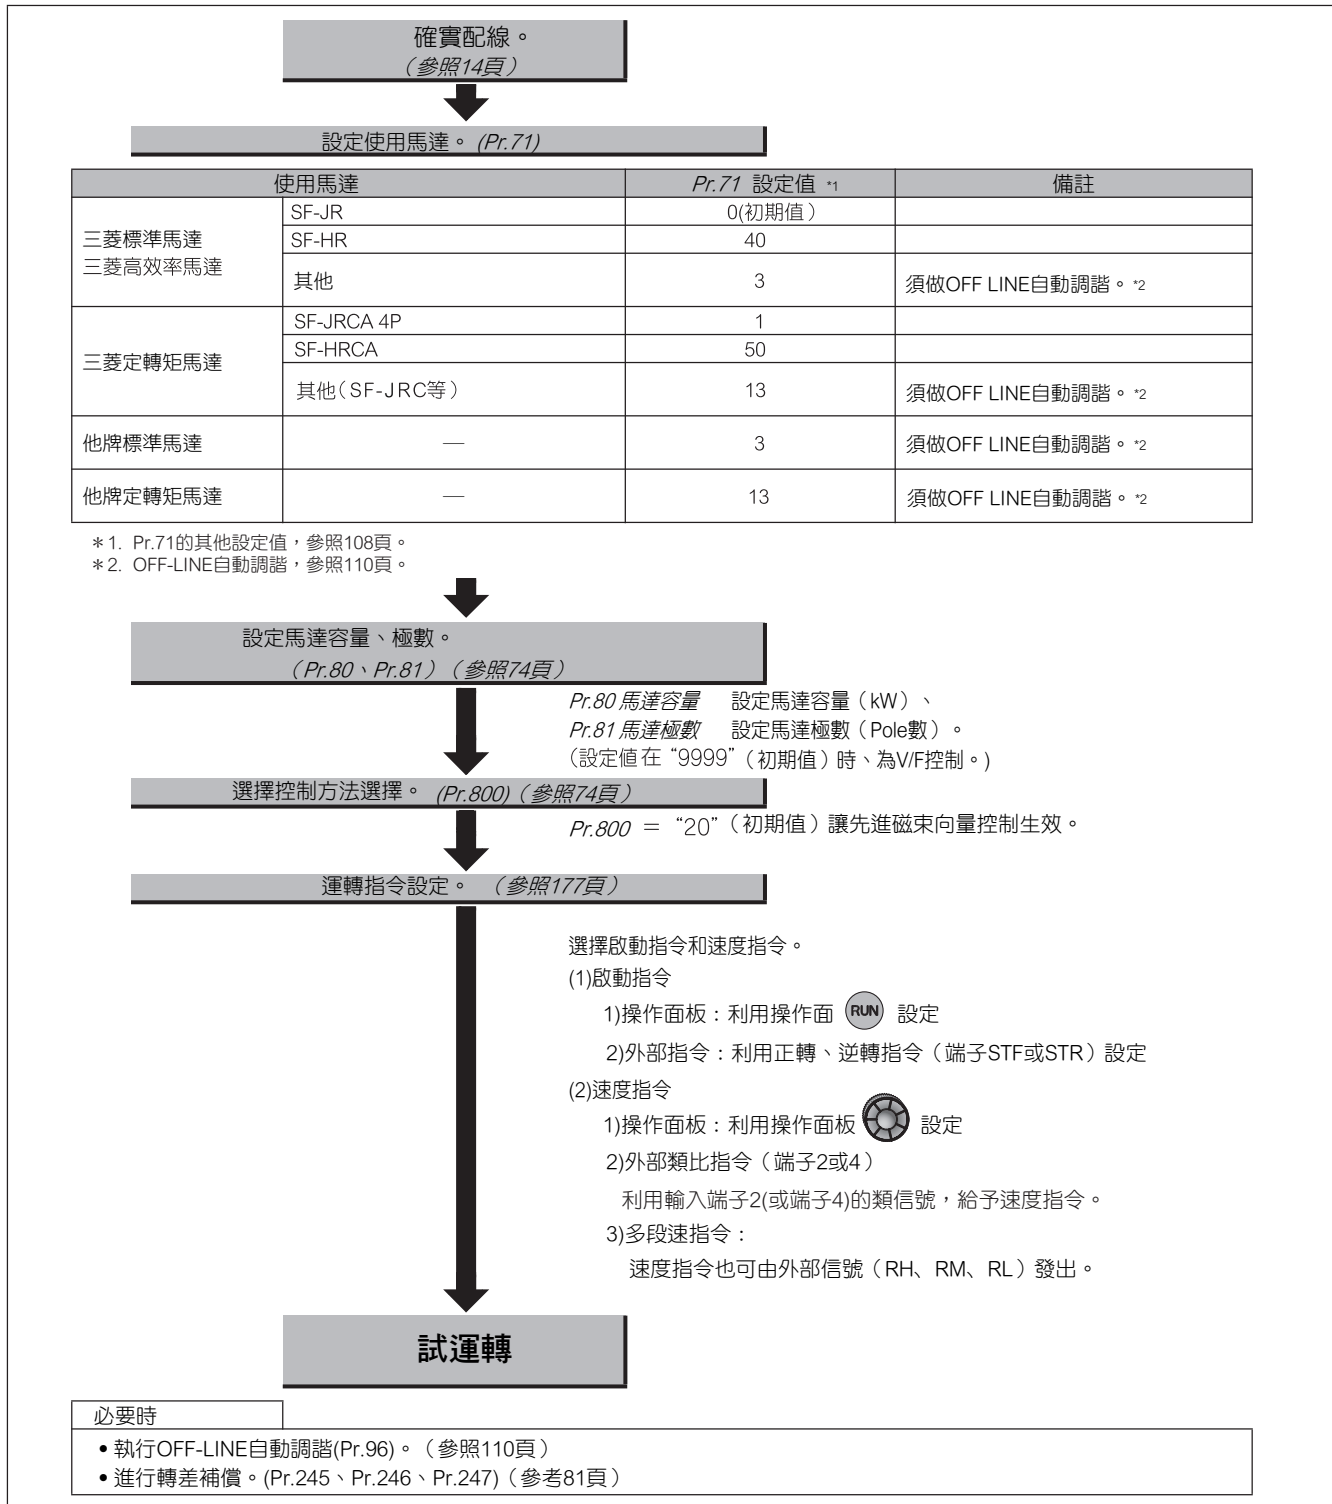 確實配線。
（參照14頁）
設定使用馬達。(Pr.71)
使用馬達 Pr.71 設定值 *1 備註
三菱標準馬達
三菱高效率馬達
SF-JR 0(初期值）
SF-HR 40
其他 3 須做OFF LINE自動調諧。*2
三菱定轉矩馬達
SF-JRCA 4P 1
SF-HRCA 50
其他（SF-JRC等） 13 須做OFF LINE自動調諧。*2
他牌標準馬達 — 3 須做OFF LINE自動調諧。*2
他牌定轉矩馬達 — 13 須做OFF LINE自動調諧。*2
＊1. Pr.71的其他設定值，參照108頁。
＊2. OFF-LINE自動調諧，參照110頁。
設定馬達容量、極數。
（Pr.80、Pr.81）（參照74頁）
Pr.80 馬達容量 設定馬達容量（kW）、
Pr.81 馬達極數 設定馬達極數（Pole數）。
（設定值在“9999”（初期值）時、為V/F控制。)
選擇控制方法選擇。(Pr.800)（參照74頁）
Pr.800 ＝ “20”（初期值）讓先進磁束向量控制生效。
運轉指令設定。（參照177頁）
選擇啟動指令和速度指令。
(1)啟動指令
1)操作面板：利用操作面 RUN 設定
2)外部指令：利用正轉、逆轉指令（端子STF或STR）設定
(2)速度指令
1)操作面板：利用操作面板 設定
2)外部類比指令（端子2或4）
利用輸入端子2(或端子4)的類信號，給予速度指令。
3)多段速指令：
速度指令也可由外部信號（RH、RM、RL）發出。
試運轉
必要時
•執行OFF-LINE自動調諧(Pr.96)。（參照110頁）
•進行轉差補償。(Pr.245、Pr.246、Pr.247)（參考81頁）